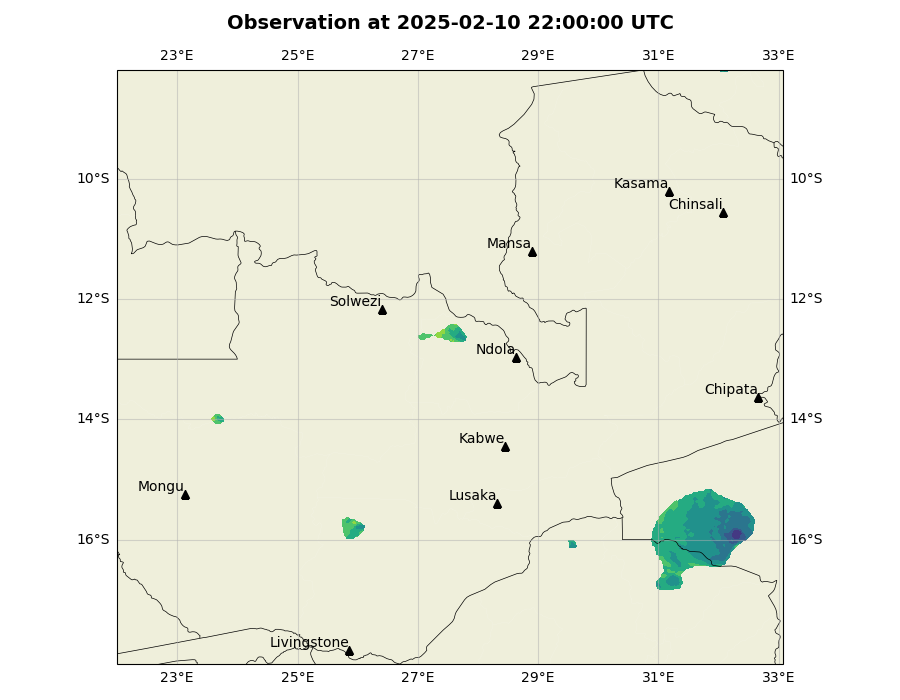 Observation at 2025-02-10 22:00:00 UTC
23°E 25°E 27°E 29°E 31°E 33°E
10°S 10°S
Kasama
Chinsali
Mansa
12°S 12°S
Solwezi
Ndola
Chipata
14°S 14°S
Kabwe
Mongu
Lusaka
16°S 16°S
Livingstone
23°E 25°E 27°E 29°E 31°E 33°E